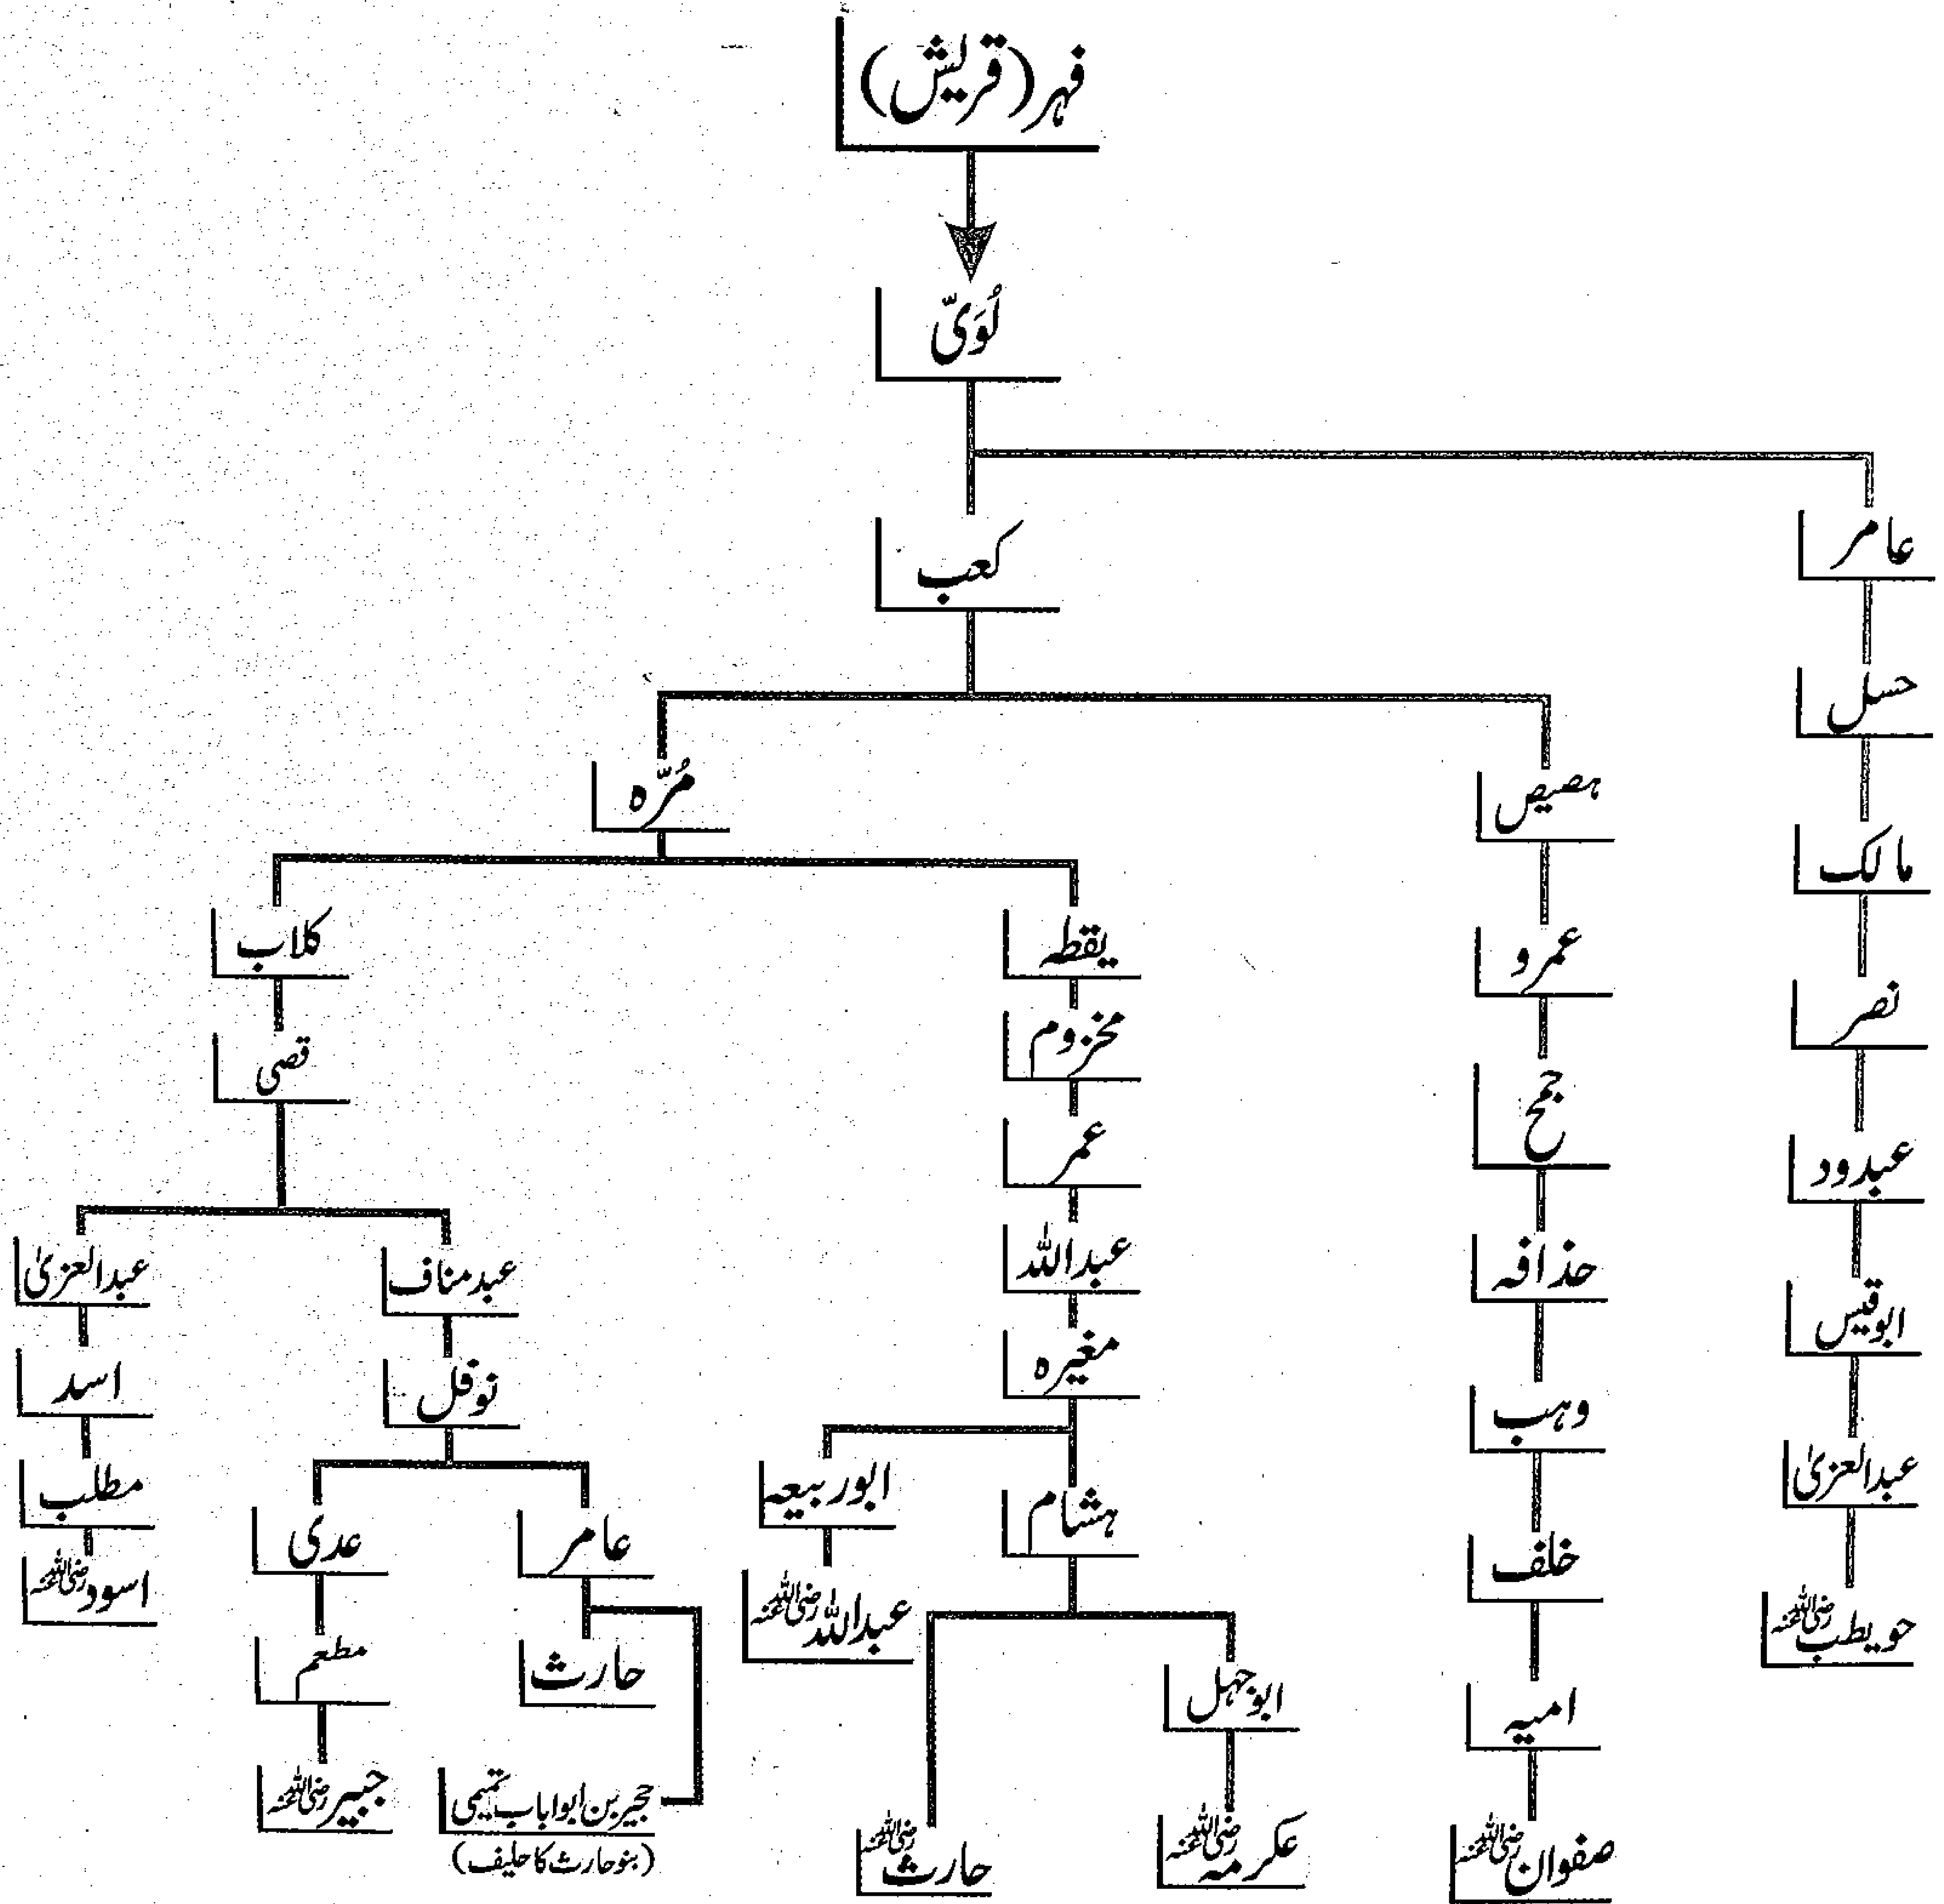 فہر (قریش)
لُوَیّ
کعب
عامر
حسل
مالک
نصر
عبدود
ابوقیس
عبدالعزیٰ
حویطب رضی اللہ عنہ
ہصیص
عمرو
جمح
حذافہ
وہب
خلف
امیہ
صفوان رضی اللہ عنہ
مُرّہ
یقطہ
مخزوم
عمر
عبداللہ
مغیرہ
ہشام
ابوجہل
عکرمہ رضی اللہ عنہ
حارث رضی اللہ عنہ
ابوربیعہ
عبداللہ رضی اللہ عنہ
کلاب
قصی
عبدمناف
نوفل
عامر
حارث
حجیر بن ابواہاب تمیمی
(بنوحارث کا حلیف)
عدی
مطعم
جبیر رضی اللہ عنہ
عبدالعزیٰ
اسد
مطلب
اسود رضی اللہ عنہ